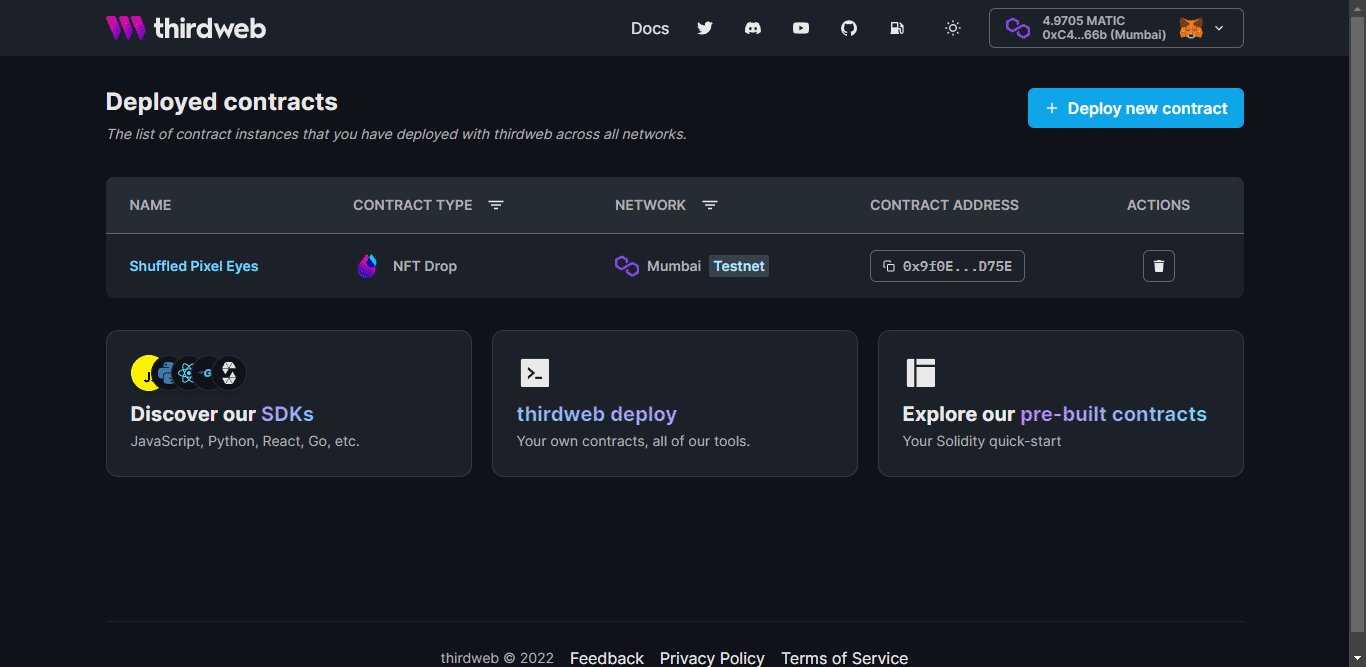 thirdweb
Docs
4.9705 MATIC
0xC4...66b (Mumbai)
Deployed contracts
+ Deploy new contract
The list of contract instances that you have deployed with thirdweb across all networks.
NAME CONTRACT TYPE NETWORK CONTRACT ADDRESS ACTIONS
Shuffled Pixel Eyes NFT Drop Mumbai Testnet 0x9f0E...D75E
Discover our SDKs
JavaScript, Python, React, Go, etc.
thirdweb deploy
Your own contracts, all of our tools.
Explore our pre-built contracts
Your Solidity quick-start
thirdweb © 2022 Feedback Privacy Policy Terms of Service